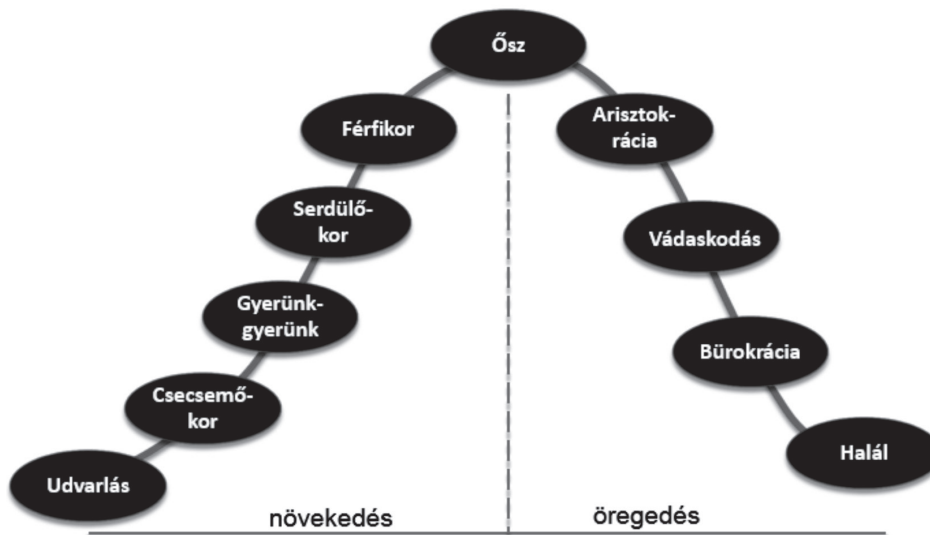 Ősz
Férfikor
Arisztok-
rácia
Serdülő-
kor
Vádaskodás
Gyerünk-
gyerünk
Bürokrácia
Csecsemő-
kor
Halál
Udvarlás
növekedés
öregedés